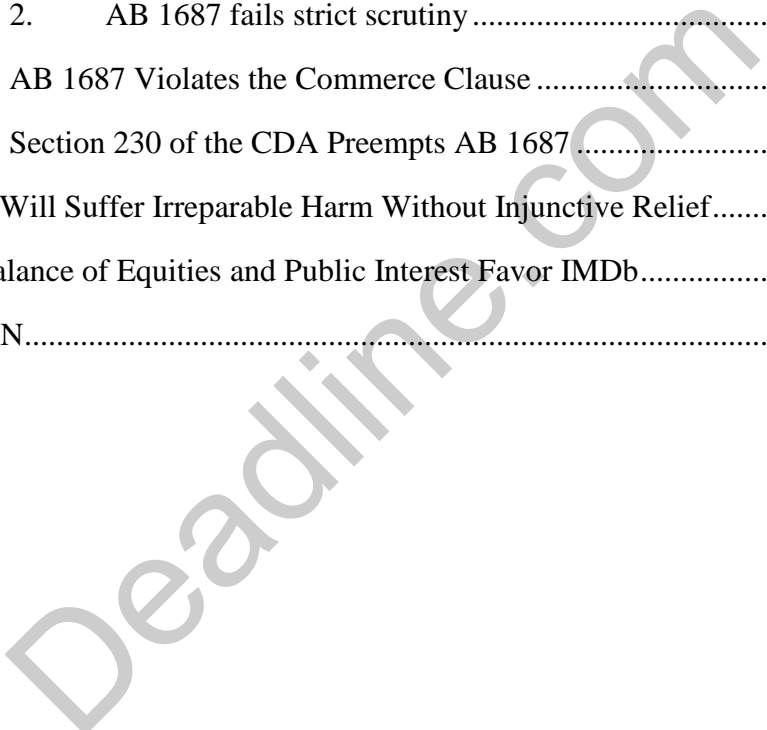 2. AB 1687 fails strict scrutiny ....................................
AB 1687 Violates the Commerce Clause ............................
Section 230 of the CDA Preempts AB 1687 .......................
Will Suffer Irreparable Harm Without Injunctive Relief.......
alance of Equities and Public Interest Favor IMDb ...............
N..............................................................................................
Deadline.com